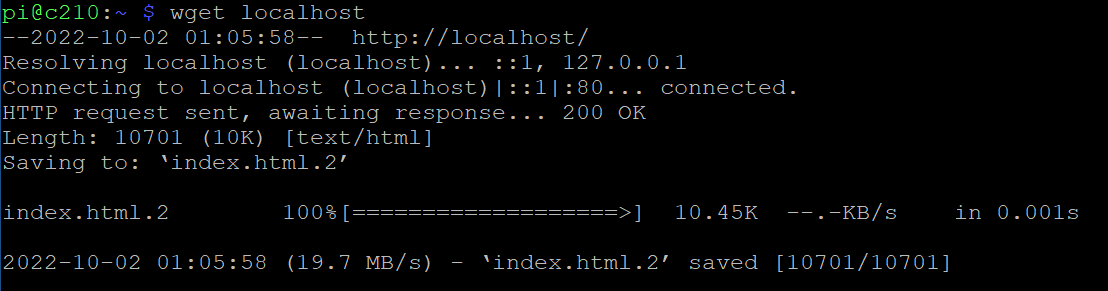 pi@c210:~ $ wget localhost
--2022-10-02 01:05:58--  http://localhost/
Resolving localhost (localhost)... ::1, 127.0.0.1
Connecting to localhost (localhost)|::1|:80... connected.
HTTP request sent, awaiting response... 200 OK
Length: 10701 (10K) [text/html]
Saving to: ‘index.html.2’
index.html.2        100%[===================>]  10.45K  --.-KB/s    in 0.001s
2022-10-02 01:05:58 (19.7 MB/s) - ‘index.html.2’ saved [10701/10701]